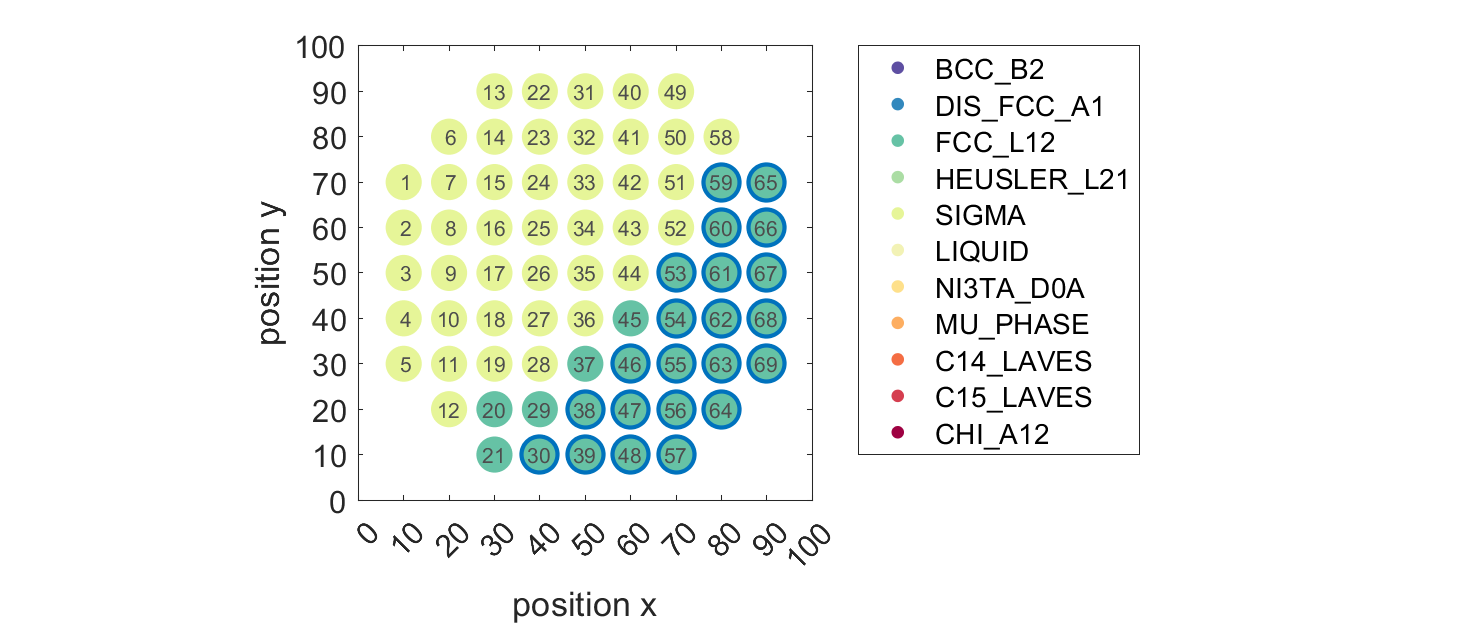 100
90
80
70
60
50
40
30
20
10
0
position y
13 22 31 40 49
6 14 23 32 41 50 58
1 7 15 24 33 42 51 59 65
2 8 16 25 34 43 52 60 66
3 9 17 26 35 44 53 61 67
4 10 18 27 36 45 54 62 68
5 11 19 28 37 46 55 63 69
12 20 29 38 47 56 64
21 30 39 48 57
0 10 20 30 40 50 60 70 80 90 100
position x
BCC_B2
DIS_FCC_A1
FCC_L12
HEUSLER_L21
SIGMA
LIQUID
NI3TA_D0A
MU_PHASE
C14_LAVES
C15_LAVES
CHI_A12